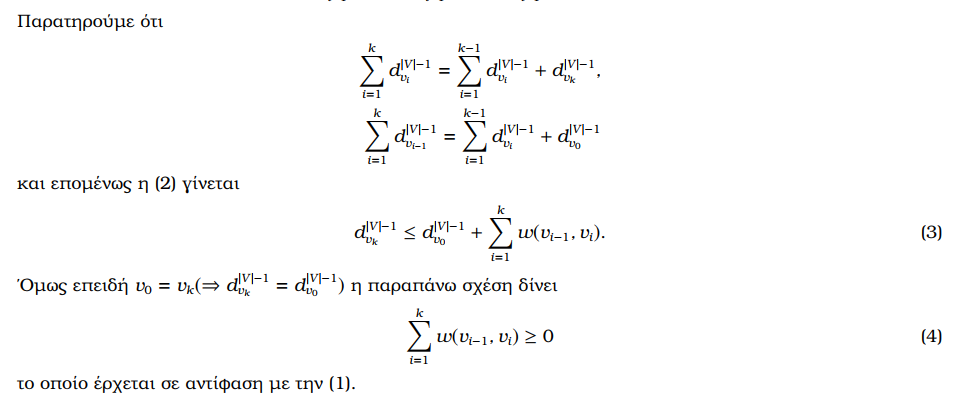 Παρατηρούμε ότι
$$\sum_{i=1}^{k} d_{v_i}^{|V|-1} = \sum_{i=1}^{k-1} d_{v_i}^{|V|-1} + d_{v_k}^{|V|-1},$$
$$\sum_{i=1}^{k} d_{v_{i-1}}^{|V|-1} = \sum_{i=1}^{k-1} d_{v_i}^{|V|-1} + d_{v_0}^{|V|-1}$$
και επομένως η (2) γίνεται
$$d_{v_k}^{|V|-1} \leq d_{v_0}^{|V|-1} + \sum_{i=1}^{k} w(v_{i-1}, v_i).$$ (3)
Όμως επειδή $v_0 = v_k (\Rightarrow d_{v_k}^{|V|-1} = d_{v_0}^{|V|-1})$ η παραπάνω σχέση δίνει
$$\sum_{i=1}^{k} w(v_{i-1}, v_i) \geq 0$$ (4)
το οποίο έρχεται σε αντίφαση με την (1).